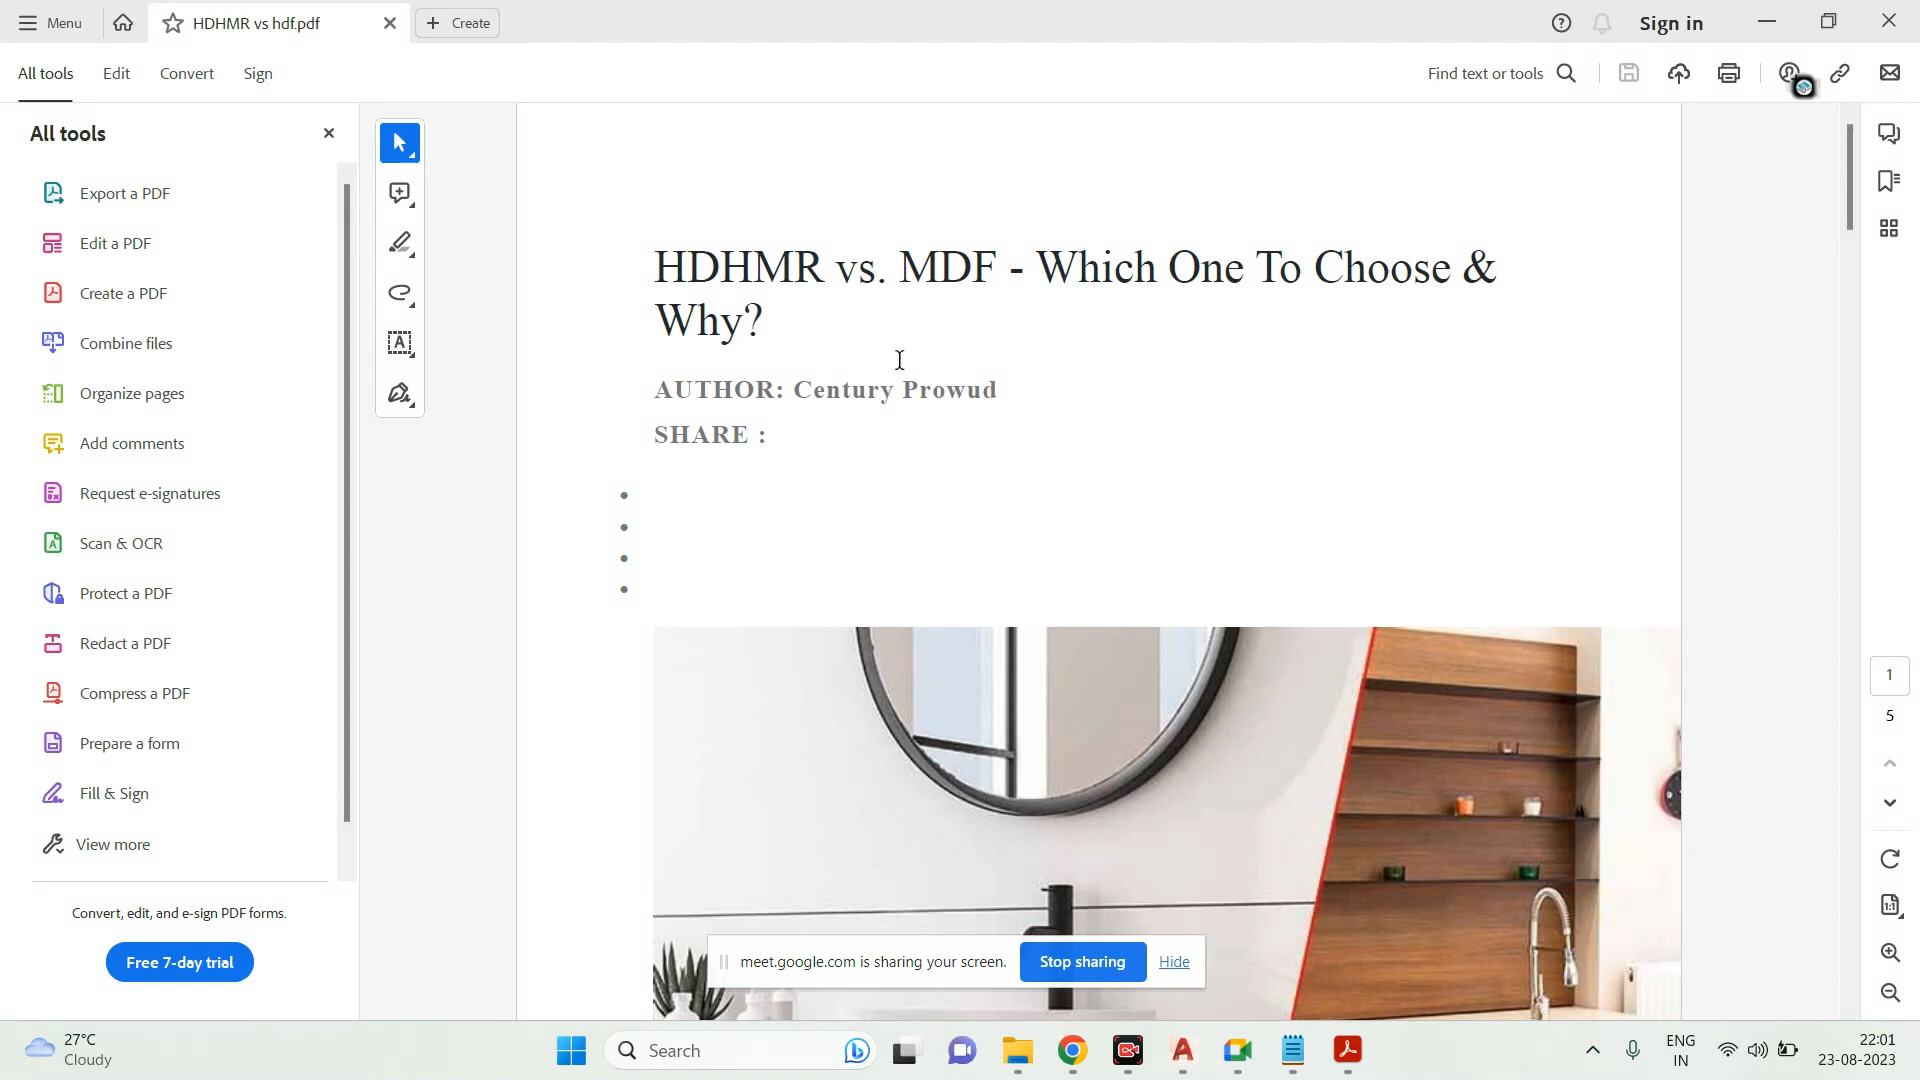 Menu
HDHMR vs hdf.pdf
Create
Sign in
All tools
Edit
Convert
Sign
Find text or tools
All tools
Export a PDF
Edit a PDF
Create a PDF
Combine files
Organize pages
Add comments
Request e-signatures
Scan & OCR
Protect a PDF
Redact a PDF
Compress a PDF
Prepare a form
Fill & Sign
View more
Convert, edit, and e-sign PDF forms.
Free 7-day trial
HDHMR vs. MDF - Which One To Choose &
Why?
AUTHOR: Century Prowud
SHARE :
1
5
meet.google.com is sharing your screen.
Stop sharing
Hide
27°C
Cloudy
Search
ENG
IN
22:01
23-08-2023